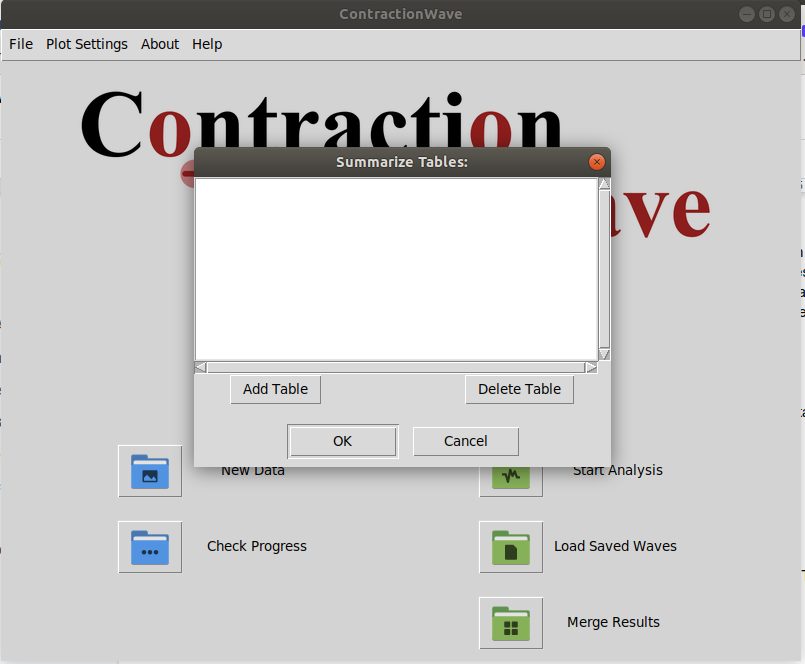 ContractionWave
File Plot Settings About Help
Contraction
ave
Summarize Tables:
Add Table Delete Table
OK Cancel
New Data Start Analysis
Check Progress Load Saved Waves
Merge Results